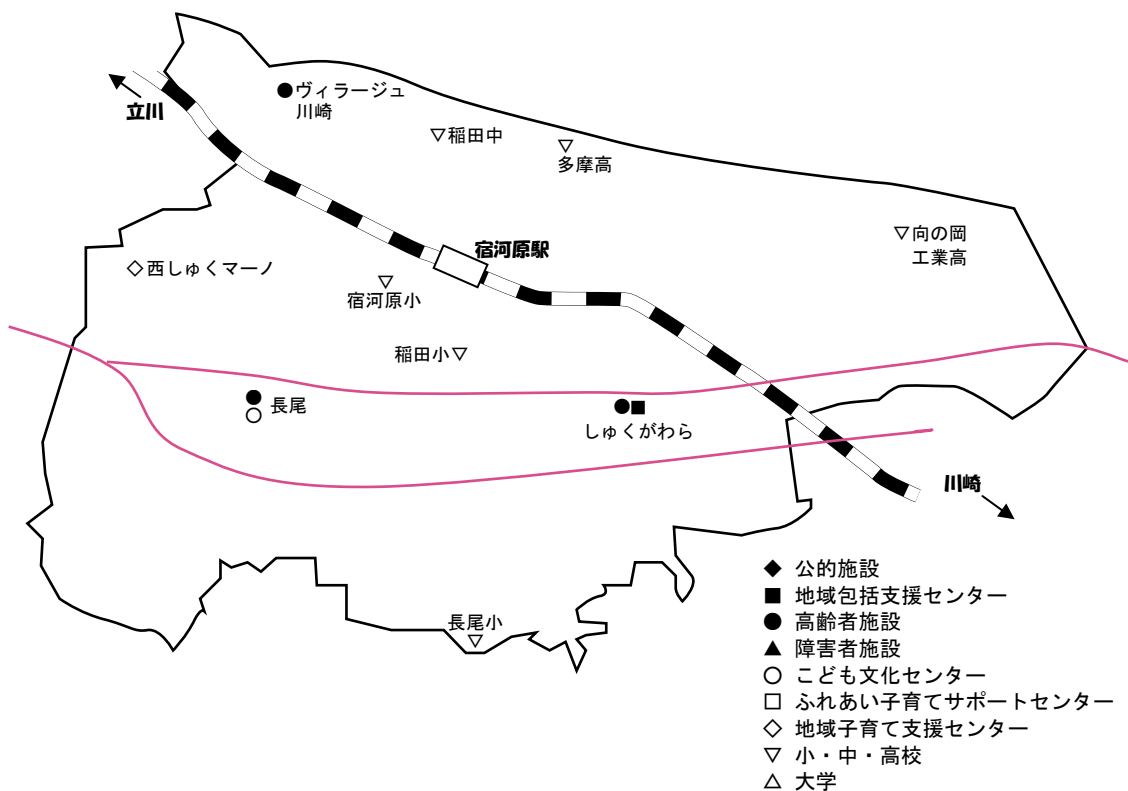 ●ヴィラージュ
川崎
立川
▽稲田中
▽
多摩高
▽向の岡
工業高
宿河原駅
◇西しゅくマーノ
▽
宿河原小
稲田小▽
●
○
長尾
●■
しゅくがわら
川崎
長尾小
▽
◆ 公的施設
■ 地域包括支援センター
● 高齢者施設
▲ 障害者施設
○ こども文化センター
□ ふれあい子育てサポートセンター
◇ 地域子育て支援センター
▽ 小・中・高校
△ 大学